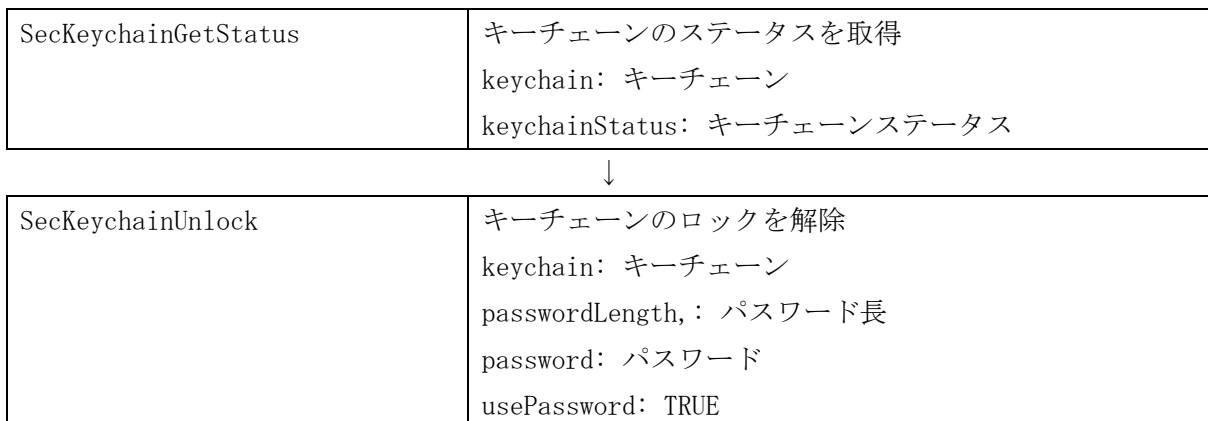 SecKeychainGetStatus
キーチェーンのステータスを取得
keychain: キーチェーン
keychainStatus: キーチェーンステータス
↓
SecKeychainUnlock
キーチェーンのロックを解除
keychain: キーチェーン
passwordLength,: パスワード長
password: パスワード
usePassword: TRUE